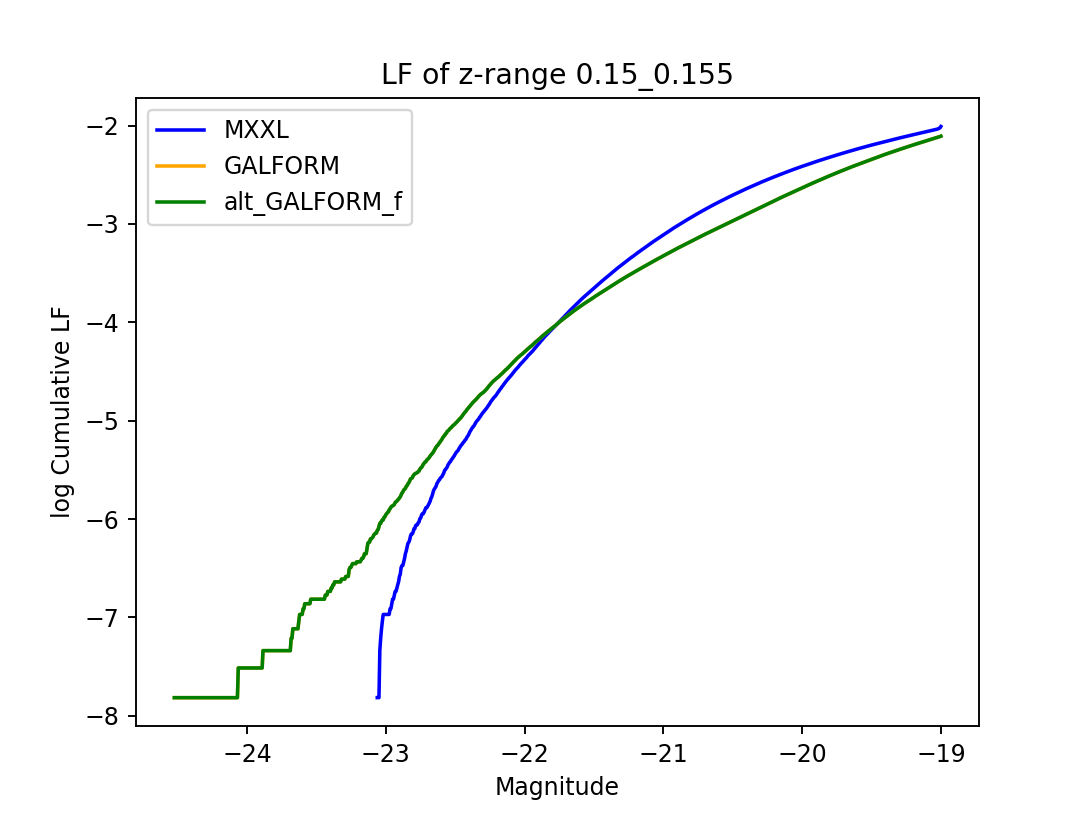 LF of z-range 0.15_0.155
MXXL
GALFORM
alt_GALFORM_f
log Cumulative LF
−2
−3
−4
−5
−6
−7
−8
−24 −23 −22 −21 −20 −19
Magnitude